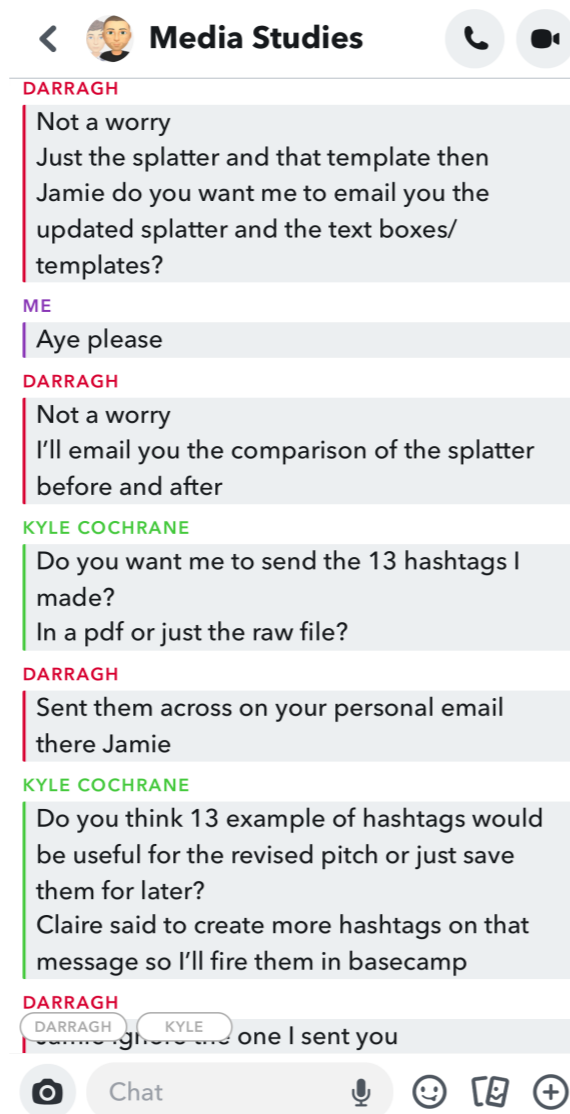 Media Studies
DARRAGH
Not a worry
Just the splatter and that template then
Jamie do you want me to email you the
updated splatter and the text boxes/
templates?
ME
Aye please
DARRAGH
Not a worry
I'll email you the comparison of the splatter
before and after
KYLE COCHRANE
Do you want me to send the 13 hashtags I
made?
In a pdf or just the raw file?
DARRAGH
Sent them across on your personal email
there Jamie
KYLE COCHRANE
Do you think 13 example of hashtags would
be useful for the revised pitch or just save
them for later?
Claire said to create more hashtags on that
message so I'll fire them in basecamp
DARRAGH
DARRAGH KYLE
Jamie ignore the one I sent you
Chat